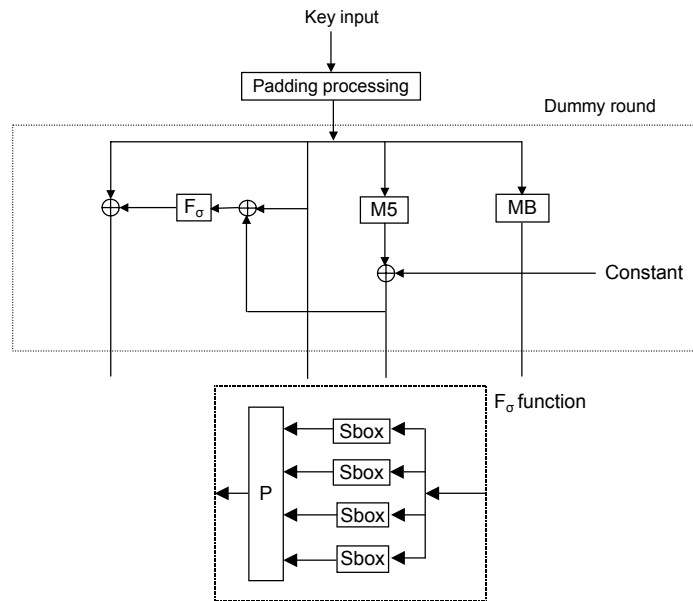 Key input
Padding processing
Dummy round
Fσ
M5
MB
Constant
Fσ function
Sbox
Sbox
P
Sbox
Sbox